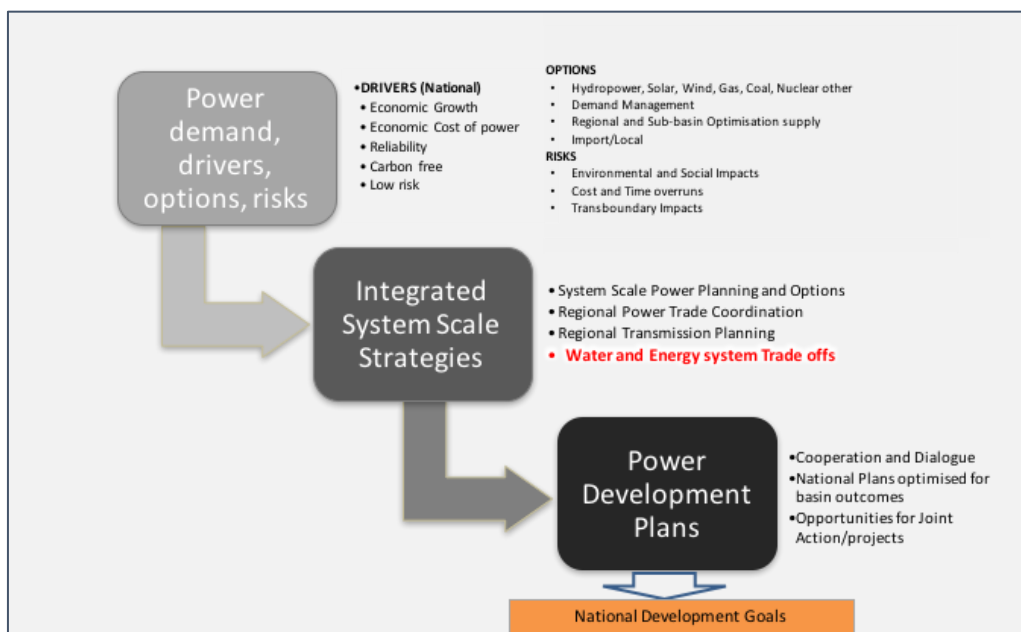 Power
demand,
drivers,
options, risks
•DRIVERS (National)
• Economic Growth
• Economic Cost of power
• Reliability
• Carbon free
• Low risk
OPTIONS
• Hydropower, Solar, Wind, Gas, Coal, Nuclear other
• Demand Management
• Regional and Sub-basin Optimisation supply
• Import/Local
RISKS
• Environmental and Social Impacts
• Cost and Time overruns
• Transboundary Impacts
Integrated
System Scale
Strategies
• System Scale Power Planning and Options
• Regional Power Trade Coordination
• Regional Transmission Planning
• Water and Energy system Trade offs
Power
Development
Plans
•Cooperation and Dialogue
•National Plans optimised for
basin outcomes
•Opportunities for Joint
Action/projects
National Development Goals